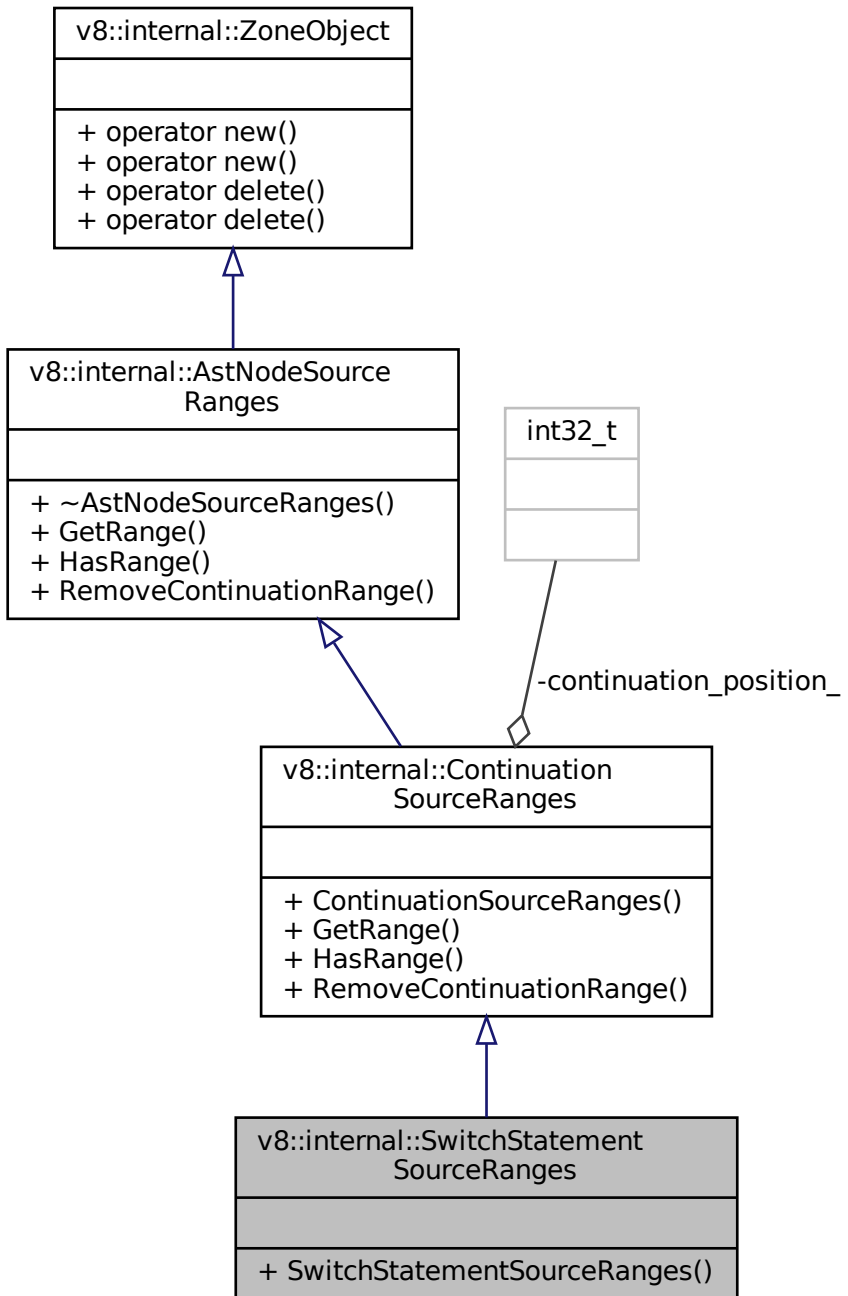 v8::internal::ZoneObject
+ operator new()
+ operator new()
+ operator delete()
+ operator delete()
v8::internal::AstNodeSource
Ranges
+ ~AstNodeSourceRanges()
+ GetRange()
+ HasRange()
+ RemoveContinuationRange()
int32_t
-continuation_position_
v8::internal::Continuation
SourceRanges
+ ContinuationSourceRanges()
+ GetRange()
+ HasRange()
+ RemoveContinuationRange()
v8::internal::SwitchStatement
SourceRanges
+ SwitchStatementSourceRanges()